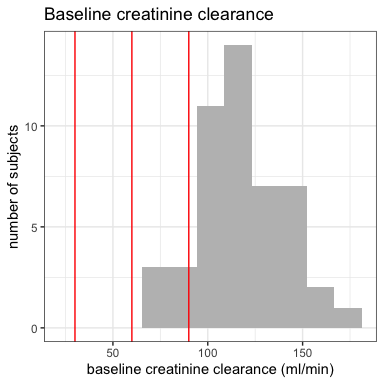 Baseline creatinine clearance
number of subjects
10
5
0
50
100
150
baseline creatinine clearance (ml/min)